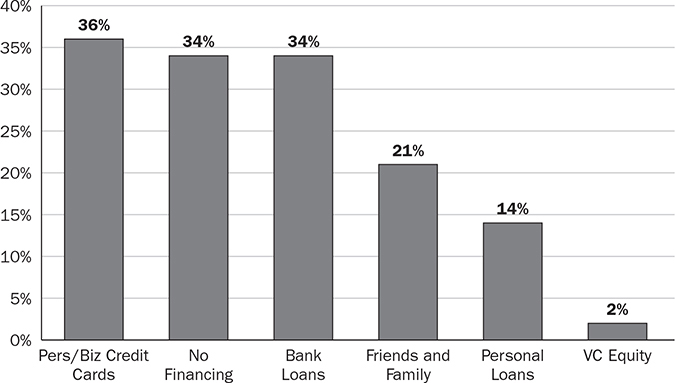 40%
35%
30%
25%
20%
15%
10%
5%
0%
36%
34%
34%
21%
14%
2%
Pers/Biz Credit
Cards
No
Financing
Bank
Loans
Friends and
Family
Personal
Loans
VC Equity